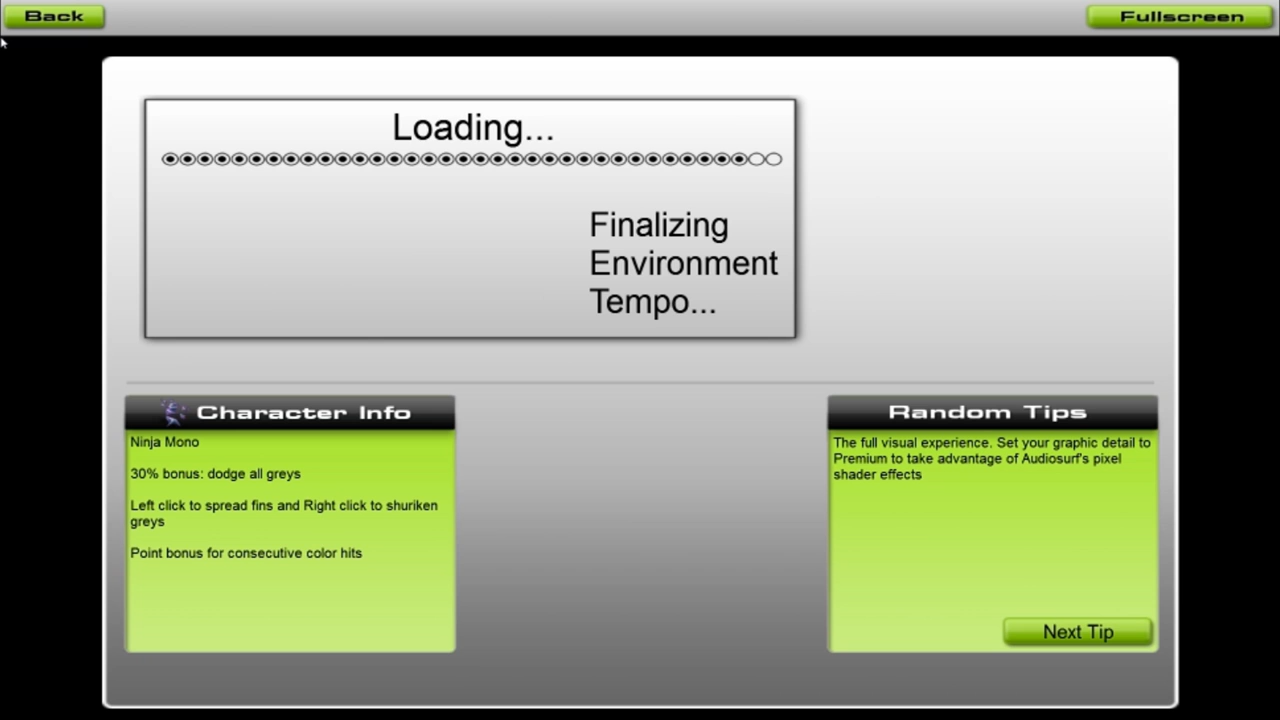 Back
Fullscreen
Loading...
Finalizing
Environment
Tempo...
Character Info
Ninja Mono
30% bonus: dodge all greys
Left click to spread fins and Right click to shuriken
greys
Point bonus for consecutive color hits
Random Tips
The full visual experience. Set your graphic detail to
Premium to take advantage of Audiosurf's pixel
shader effects
Next Tip